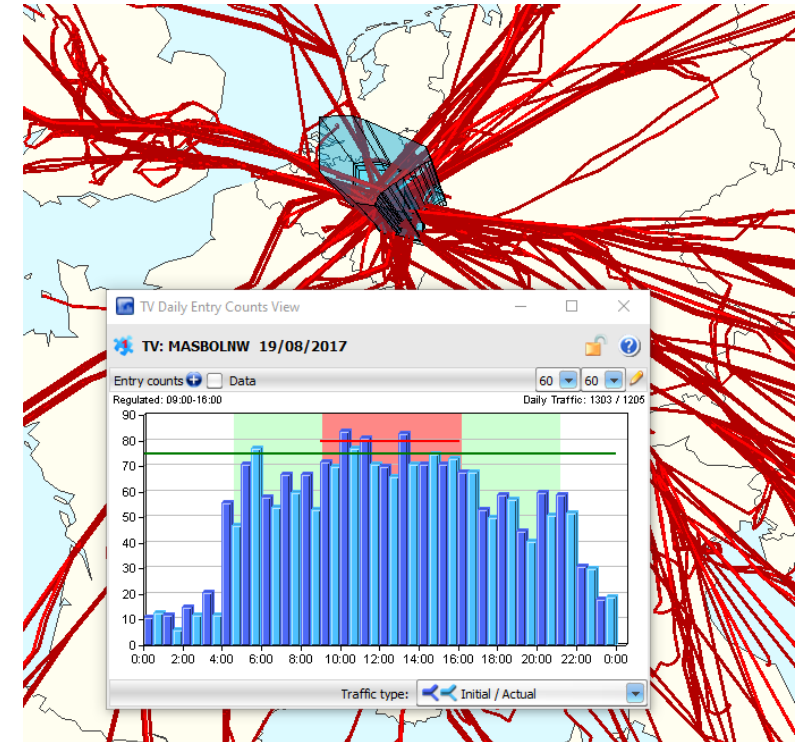 TV Daily Entry Counts View
TV: MASBOLNW 19/08/2017
Entry counts Data 60 60
Regulated: 09:00-16:00 Daily Traffic: 1303 / 1205
90
80
70
60
50
40
30
20
10
0
0:00 2:00 4:00 6:00 8:00 10:00 12:00 14:00 16:00 18:00 20:00 22:00 0:00
Traffic type: Initial / Actual